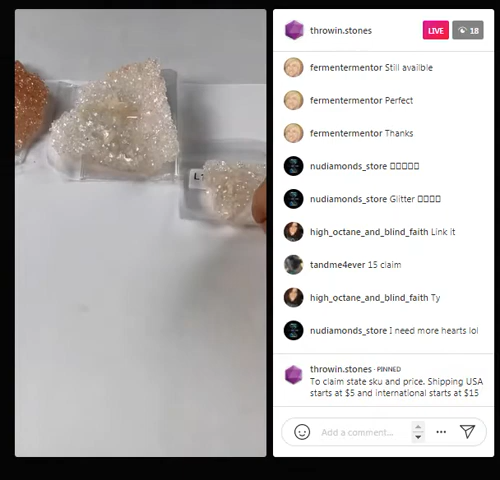 throwin.stones LIVE 18
fermentermentor Still availble
fermentermentor Perfect
fermentermentor Thanks
nudiamonds_store □□□□□
nudiamonds_store Glitter □□□□
high_octane_and_blind_faith Link it
tandme4ever 15 claim
high_octane_and_blind_faith Ty
nudiamonds_store I need more hearts lol
throwin.stones · PINNED
To claim state sku and price. Shipping USA
starts at $5 and international starts at $15
Add a comment...